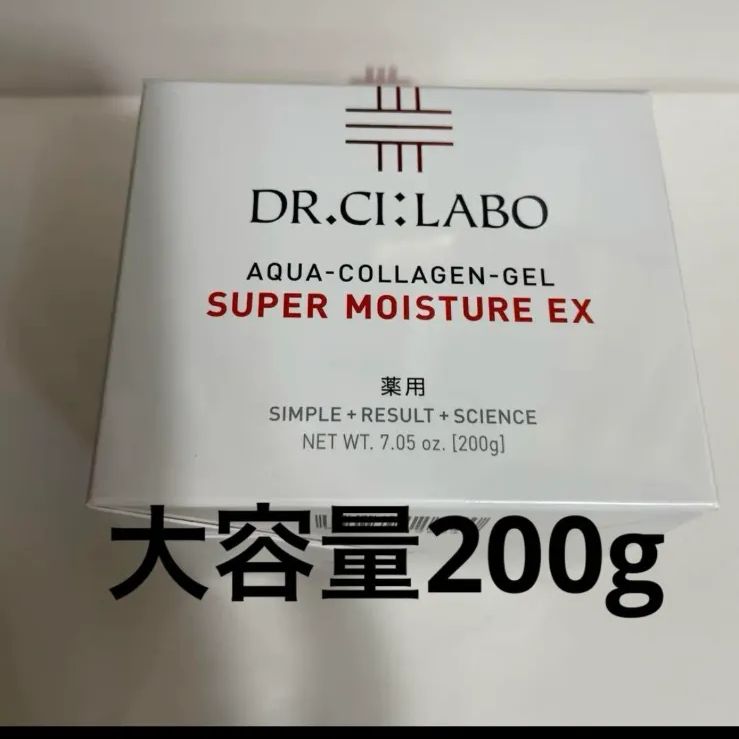 DR.CI:LABO
AQUA-COLLAGEN-GEL
SUPER MOISTURE EX
薬用
SIMPLE + RESULT + SCIENCE
NET WT. 7.05 oz. [200g]
大容量200g